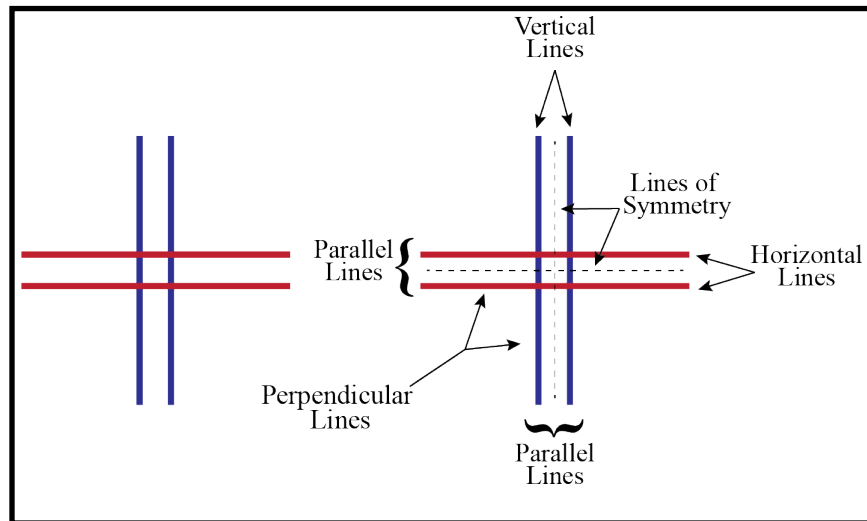 Vertical
Lines
Lines of
Symmetry
Parallel
Lines
Horizontal
Lines
Perpendicular
Lines
Parallel
Lines